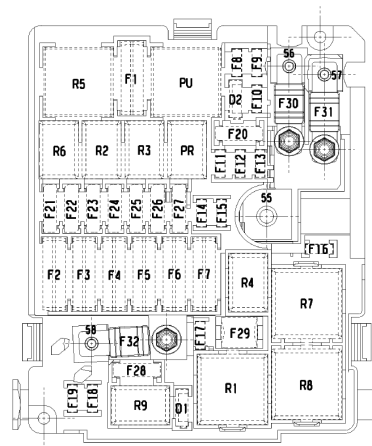 R5 F1 PU F8 F9 56 57
D2 F10 F30 F31
F20
R6 R2 R3 PR F11 F12 F13
F21 F22 F23 F24 F25 F26 F27 F14 F15 55
F16
F2 F3 F4 F5 F6 F7 R4 R7
58 F32 F17 F29
F28
F19 F18 R9 D1 R1 R8